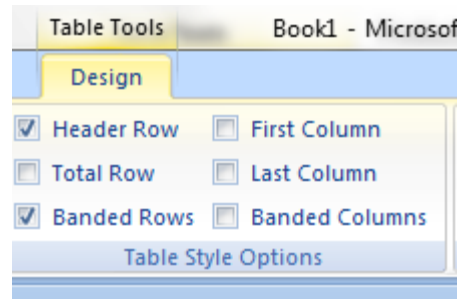 Table Tools Book1 - Microsof
Design
Header Row First Column
Total Row Last Column
Banded Rows Banded Columns
Table Style Options